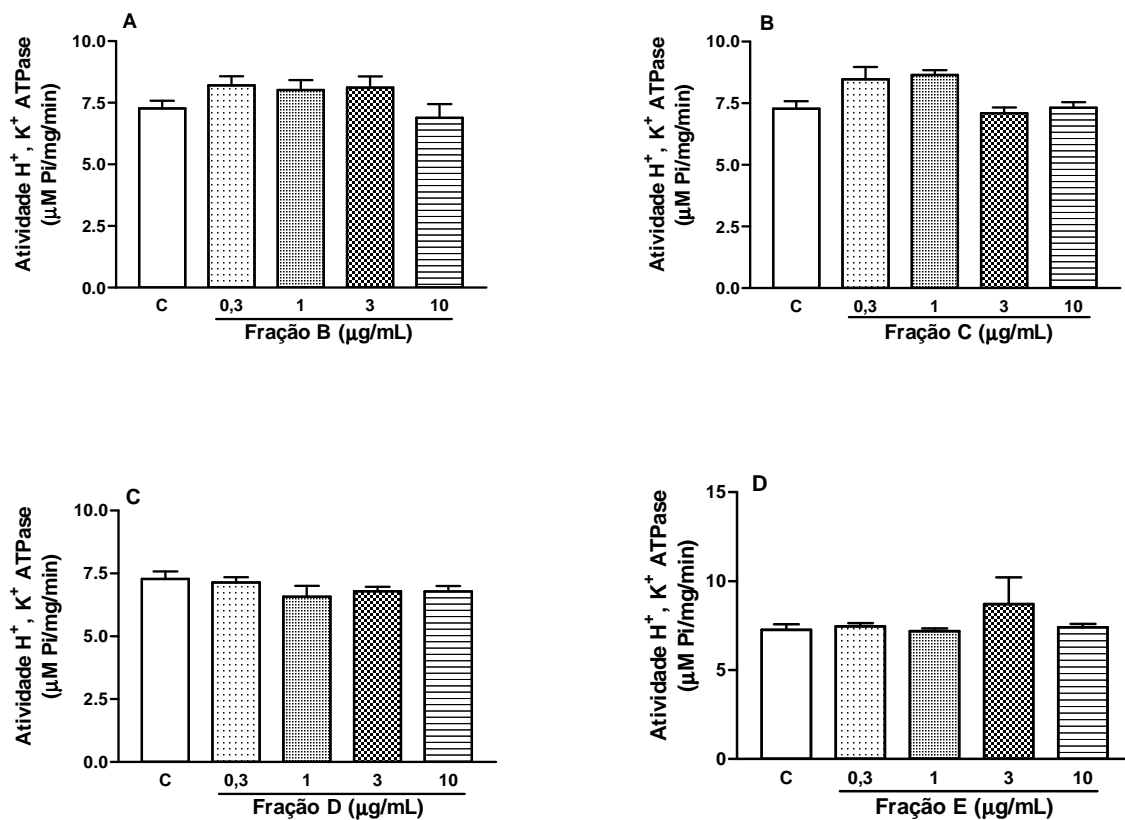 A
Atividade H⁺, K⁺ ATPase
(μM Pi/mg/min)
10.0
7.5
5.0
2.5
0.0
C 0,3 1 3 10
Fração B (μg/mL)
B
Atividade H⁺, K⁺ ATPase
(μM Pi/mg/min)
10.0
7.5
5.0
2.5
0.0
C 0,3 1 3 10
Fração C (μg/mL)
C
Atividade H⁺, K⁺ ATPase
(μM Pi/mg/min)
10.0
7.5
5.0
2.5
0.0
C 0,3 1 3 10
Fração D (μg/mL)
D
Atividade H⁺, K⁺ ATPase
(μM Pi/mg/min)
15
10
5
0
C 0,3 1 3 10
Fração E (μg/mL)